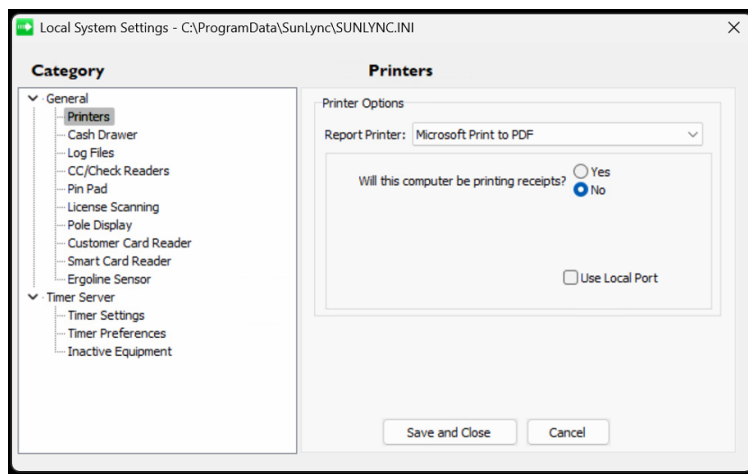 Local System Settings - C:\ProgramData\SunLync\SUNLYNC.INI
Category
General
Printers
Cash Drawer
Log Files
CC/Check Readers
Pin Pad
License Scanning
Pole Display
Customer Card Reader
Smart Card Reader
Ergoline Sensor
Timer Server
Timer Settings
Timer Preferences
Inactive Equipment
Printers
Printer Options
Report Printer: Microsoft Print to PDF
Will this computer be printing receipts? Yes
No
Use Local Port
Save and Close Cancel